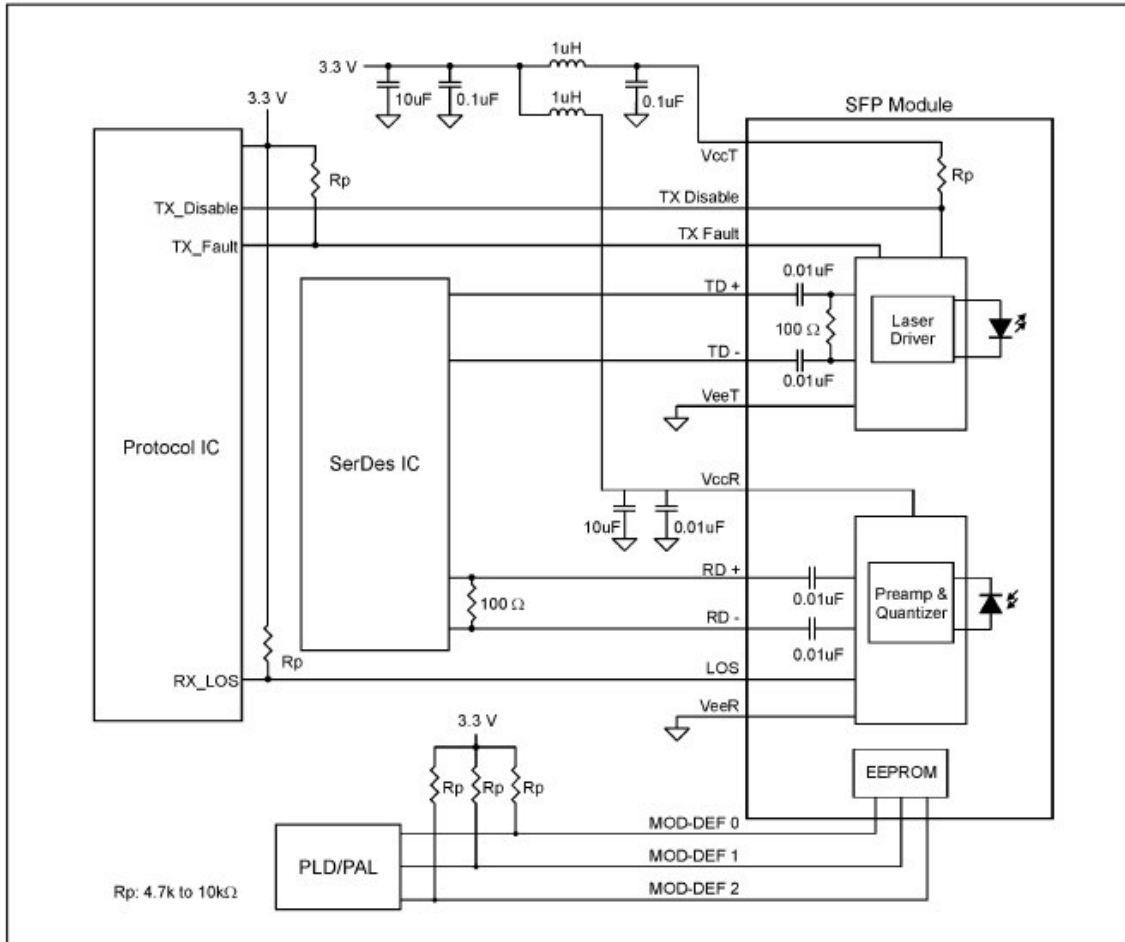 1uH
3.3 V
10uF
0.1uF
1uH
0.1uF
3.3 V
SFP Module
VccT
Rp
Rp
TX_Disable
TX Disable
TX_Fault
TX Fault
0.01uF
TD +
100 Ω
Laser
Driver
TD -
0.01uF
VeeT
Protocol IC
SerDes IC
VccR
10uF
0.01uF
RD +
100 Ω
0.01uF
Preamp &
Quantizer
RD -
0.01uF
Rp
LOS
RX_LOS
VeeR
3.3 V
EEPROM
Rp
Rp
Rp
MOD-DEF 0
PLD/PAL
MOD-DEF 1
MOD-DEF 2
Rp: 4.7k to 10kΩ